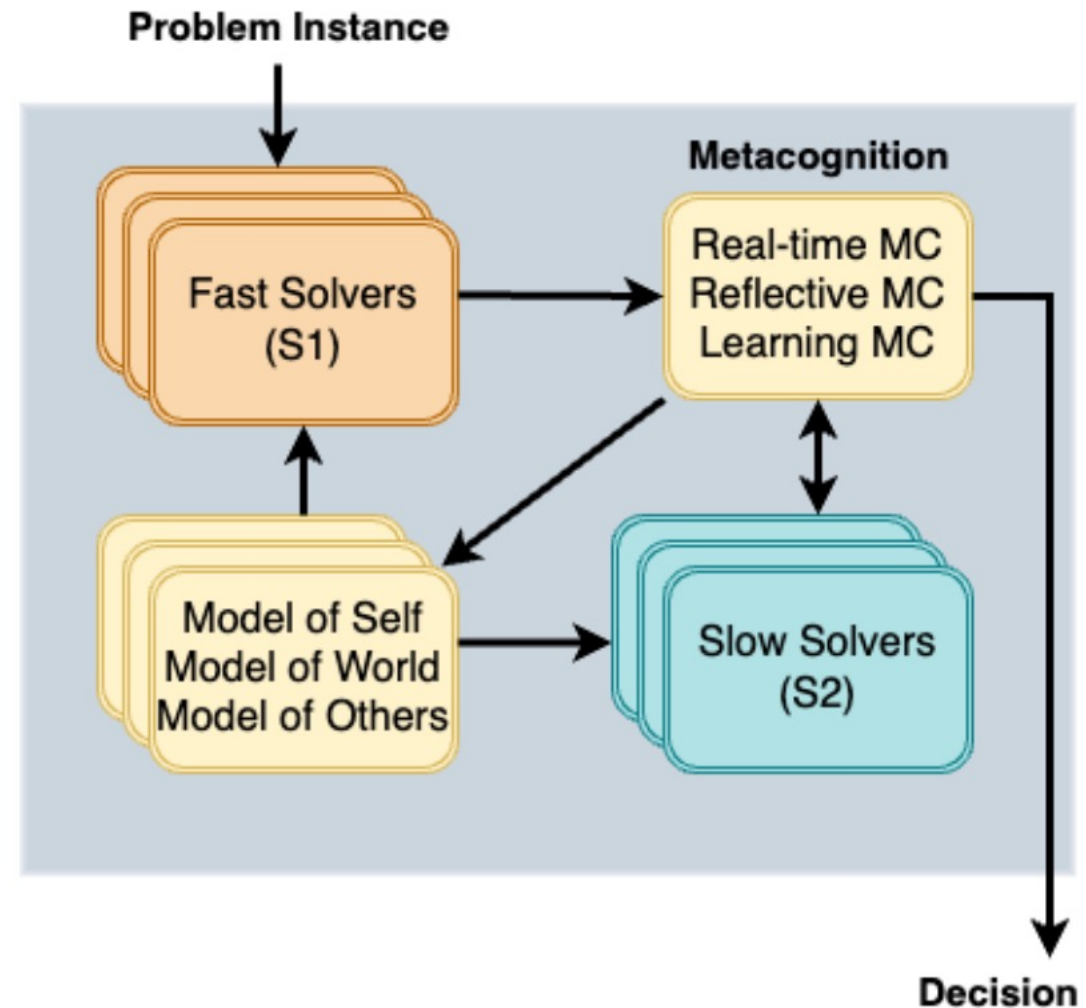 Problem Instance
Metacognition
Fast Solvers
(S1)
Real-time MC
Reflective MC
Learning MC
Model of Self
Model of World
Model of Others
Slow Solvers
(S2)
Decision